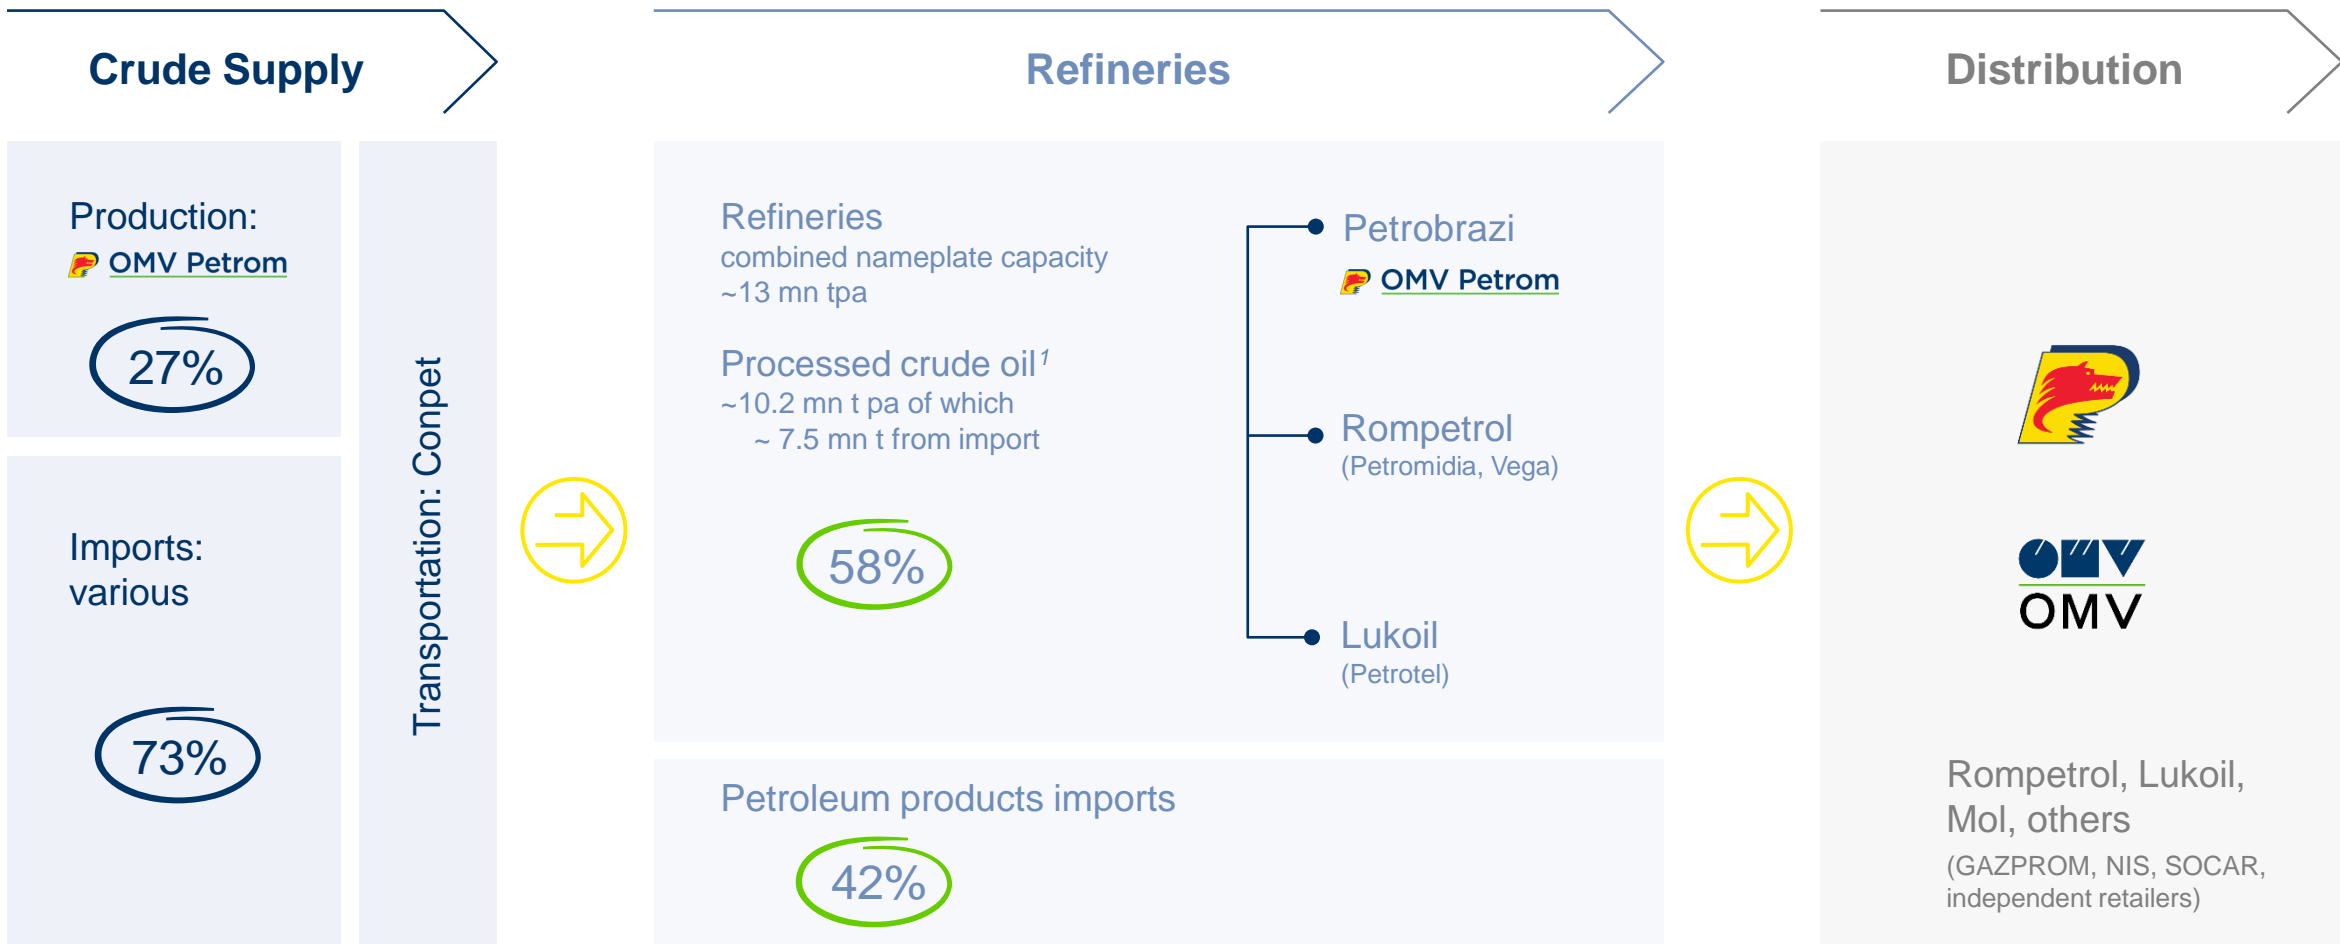 Crude Supply
Refineries
Distribution
Production:
OMV Petrom
27%
Imports:
various
73%
Transportation: Conpet
Refineries
combined nameplate capacity
~13 mn tpa
Processed crude oil1
~10.2 mn t pa of which
~ 7.5 mn t from import
58%
Petrobrazi
OMV Petrom
Rompetrol
(Petromidia, Vega)
Lukoil
(Petrotel)
Petroleum products imports
42%
OMV
OMV
Rompetrol, Lukoil,
Mol, others
(GAZPROM, NIS, SOCAR,
independent retailers)